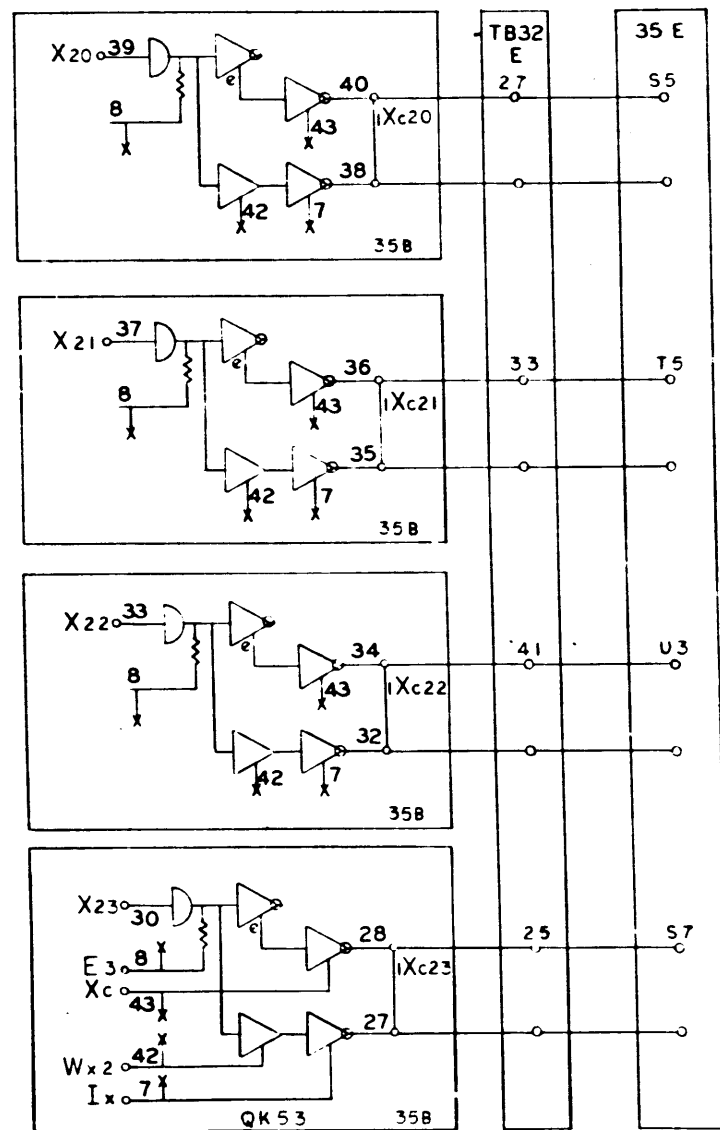 TB32 35 E
E
X20 39 40 27 S5
e
8 43 1Xc20
38
42 7
35B
X21 37 36 33 T5
e
8 43 1Xc21
35
42 7
35B
X22 33 34 41 U3
e
8 43 1Xc22
32
42 7
35B
X23 30 28 25 S7
e
E3 8 1Xc23
Xc 43
27
Wx2 42
Ix 7
QK53 35B